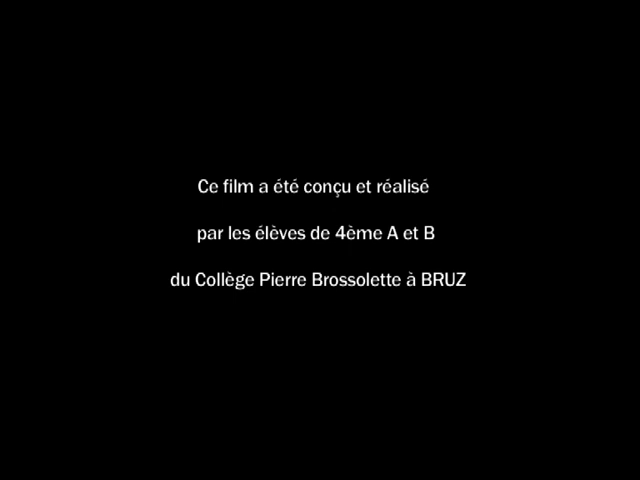 Ce film a été conçu et réalisé
par les élèves de 4ème A et B
du Collège Pierre Brossolette à BRUZ